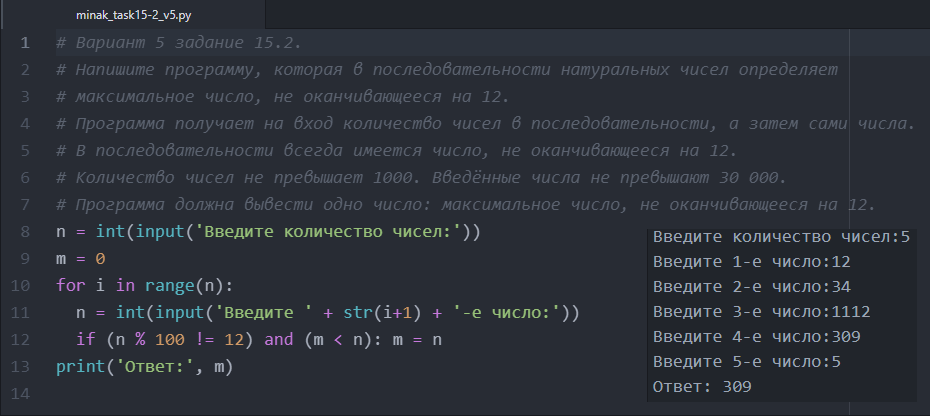 minak_task15-2_v5.py
1 # Вариант 5 задание 15.2.
2 # Напишите программу, которая в последовательности натуральных чисел определяет
3 # максимальное число, не оканчивающееся на 12.
4 # Программа получает на вход количество чисел в последовательности, а затем сами числа.
5 # В последовательности всегда имеется число, не оканчивающееся на 12.
6 # Количество чисел не превышает 1000. Введённые числа не превышают 30 000.
7 # Программа должна вывести одно число: максимальное число, не оканчивающееся на 12.
8 n = int(input('Введите количество чисел:'))
9 m = 0
10 for i in range(n):
11   n = int(input('Введите ' + str(i+1) + '-е число:'))
12   if (n % 100 != 12) and (m < n): m = n
13 print('Ответ:', m)
14
Введите количество чисел:5
Введите 1-е число:12
Введите 2-е число:34
Введите 3-е число:1112
Введите 4-е число:309
Введите 5-е число:5
Ответ: 309